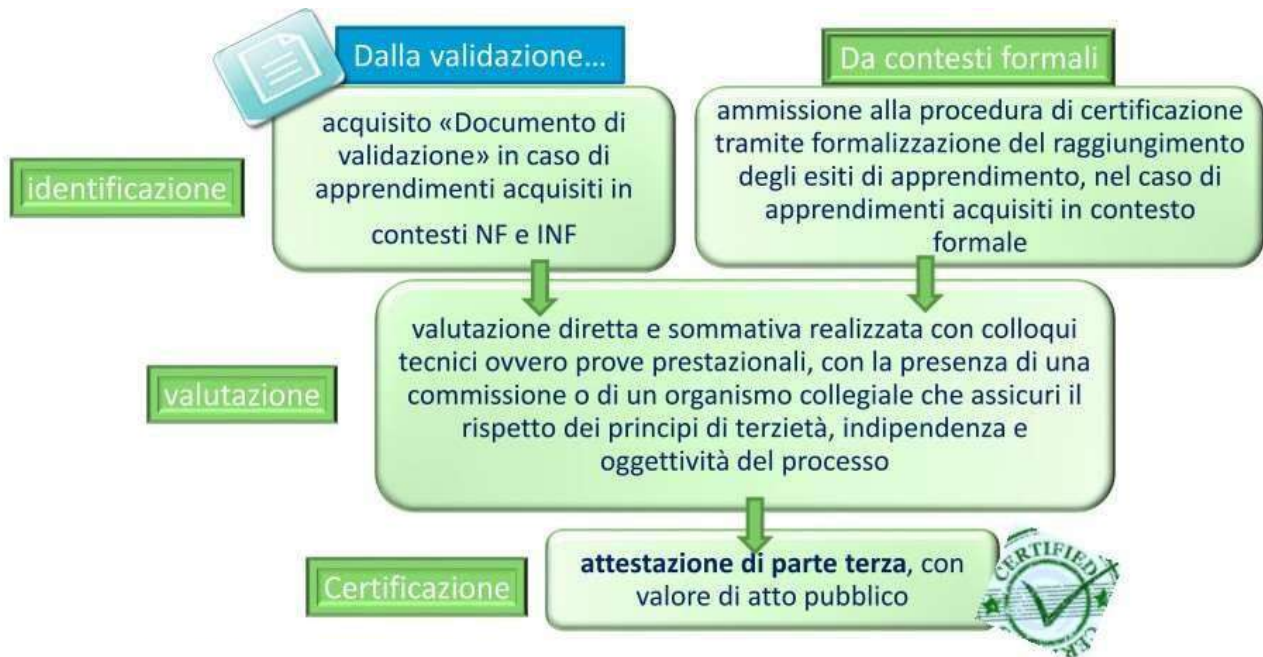 Dalla validazione...
Da contesti formali
identificazione
acquisito «Documento di
validazione» in caso di
apprendimenti acquisiti in
contesti NF e INF
ammissione alla procedura di certificazione
tramite formalizzazione del raggiungimento
degli esiti di apprendimento, nel caso di
apprendimenti acquisiti in contesto
formale
valutazione
valutazione diretta e sommativa realizzata con colloqui
tecnici ovvero prove prestazionali, con la presenza di una
commissione o di un organismo collegiale che assicuri il
rispetto dei principi di terzietà, indipendenza e
oggettività del processo
Certificazione
attestazione di parte terza, con
valore di atto pubblico
CERTIFIED
CER